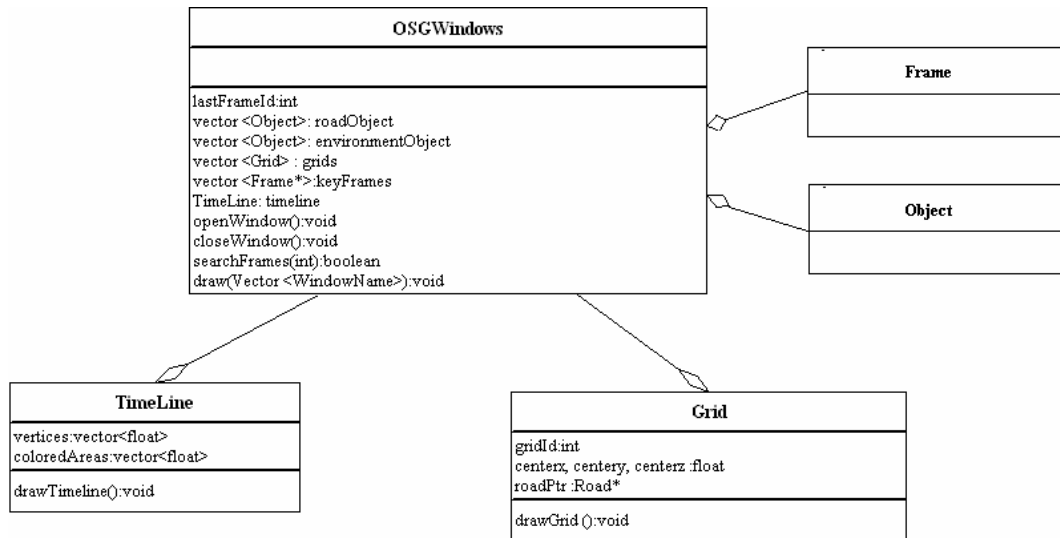 OSGWindows
lastFrameId:int
vector <Object>: roadObject
vector <Object>: environmentObject
vector <Grid> : grids
vector <Frame*>:keyFrames
TimeLine: timeline
openWindow():void
closeWindow():void
searchFrames(int):boolean
draw(Vector <WindowName>):void
Frame
Object
TimeLine
vertices:vector<float>
coloredAreas:vector<float>
drawTimeline():void
Grid
gridId:int
centerx, centery, centerz :float
roadPtr :Road*
drawGrid ():void